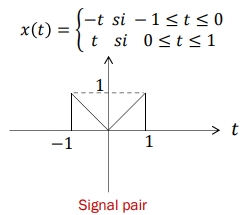 x(t) = {−t si − 1 ≤ t ≤ 0
t si 0 ≤ t ≤ 1
1
t
−1 1
Signal pair